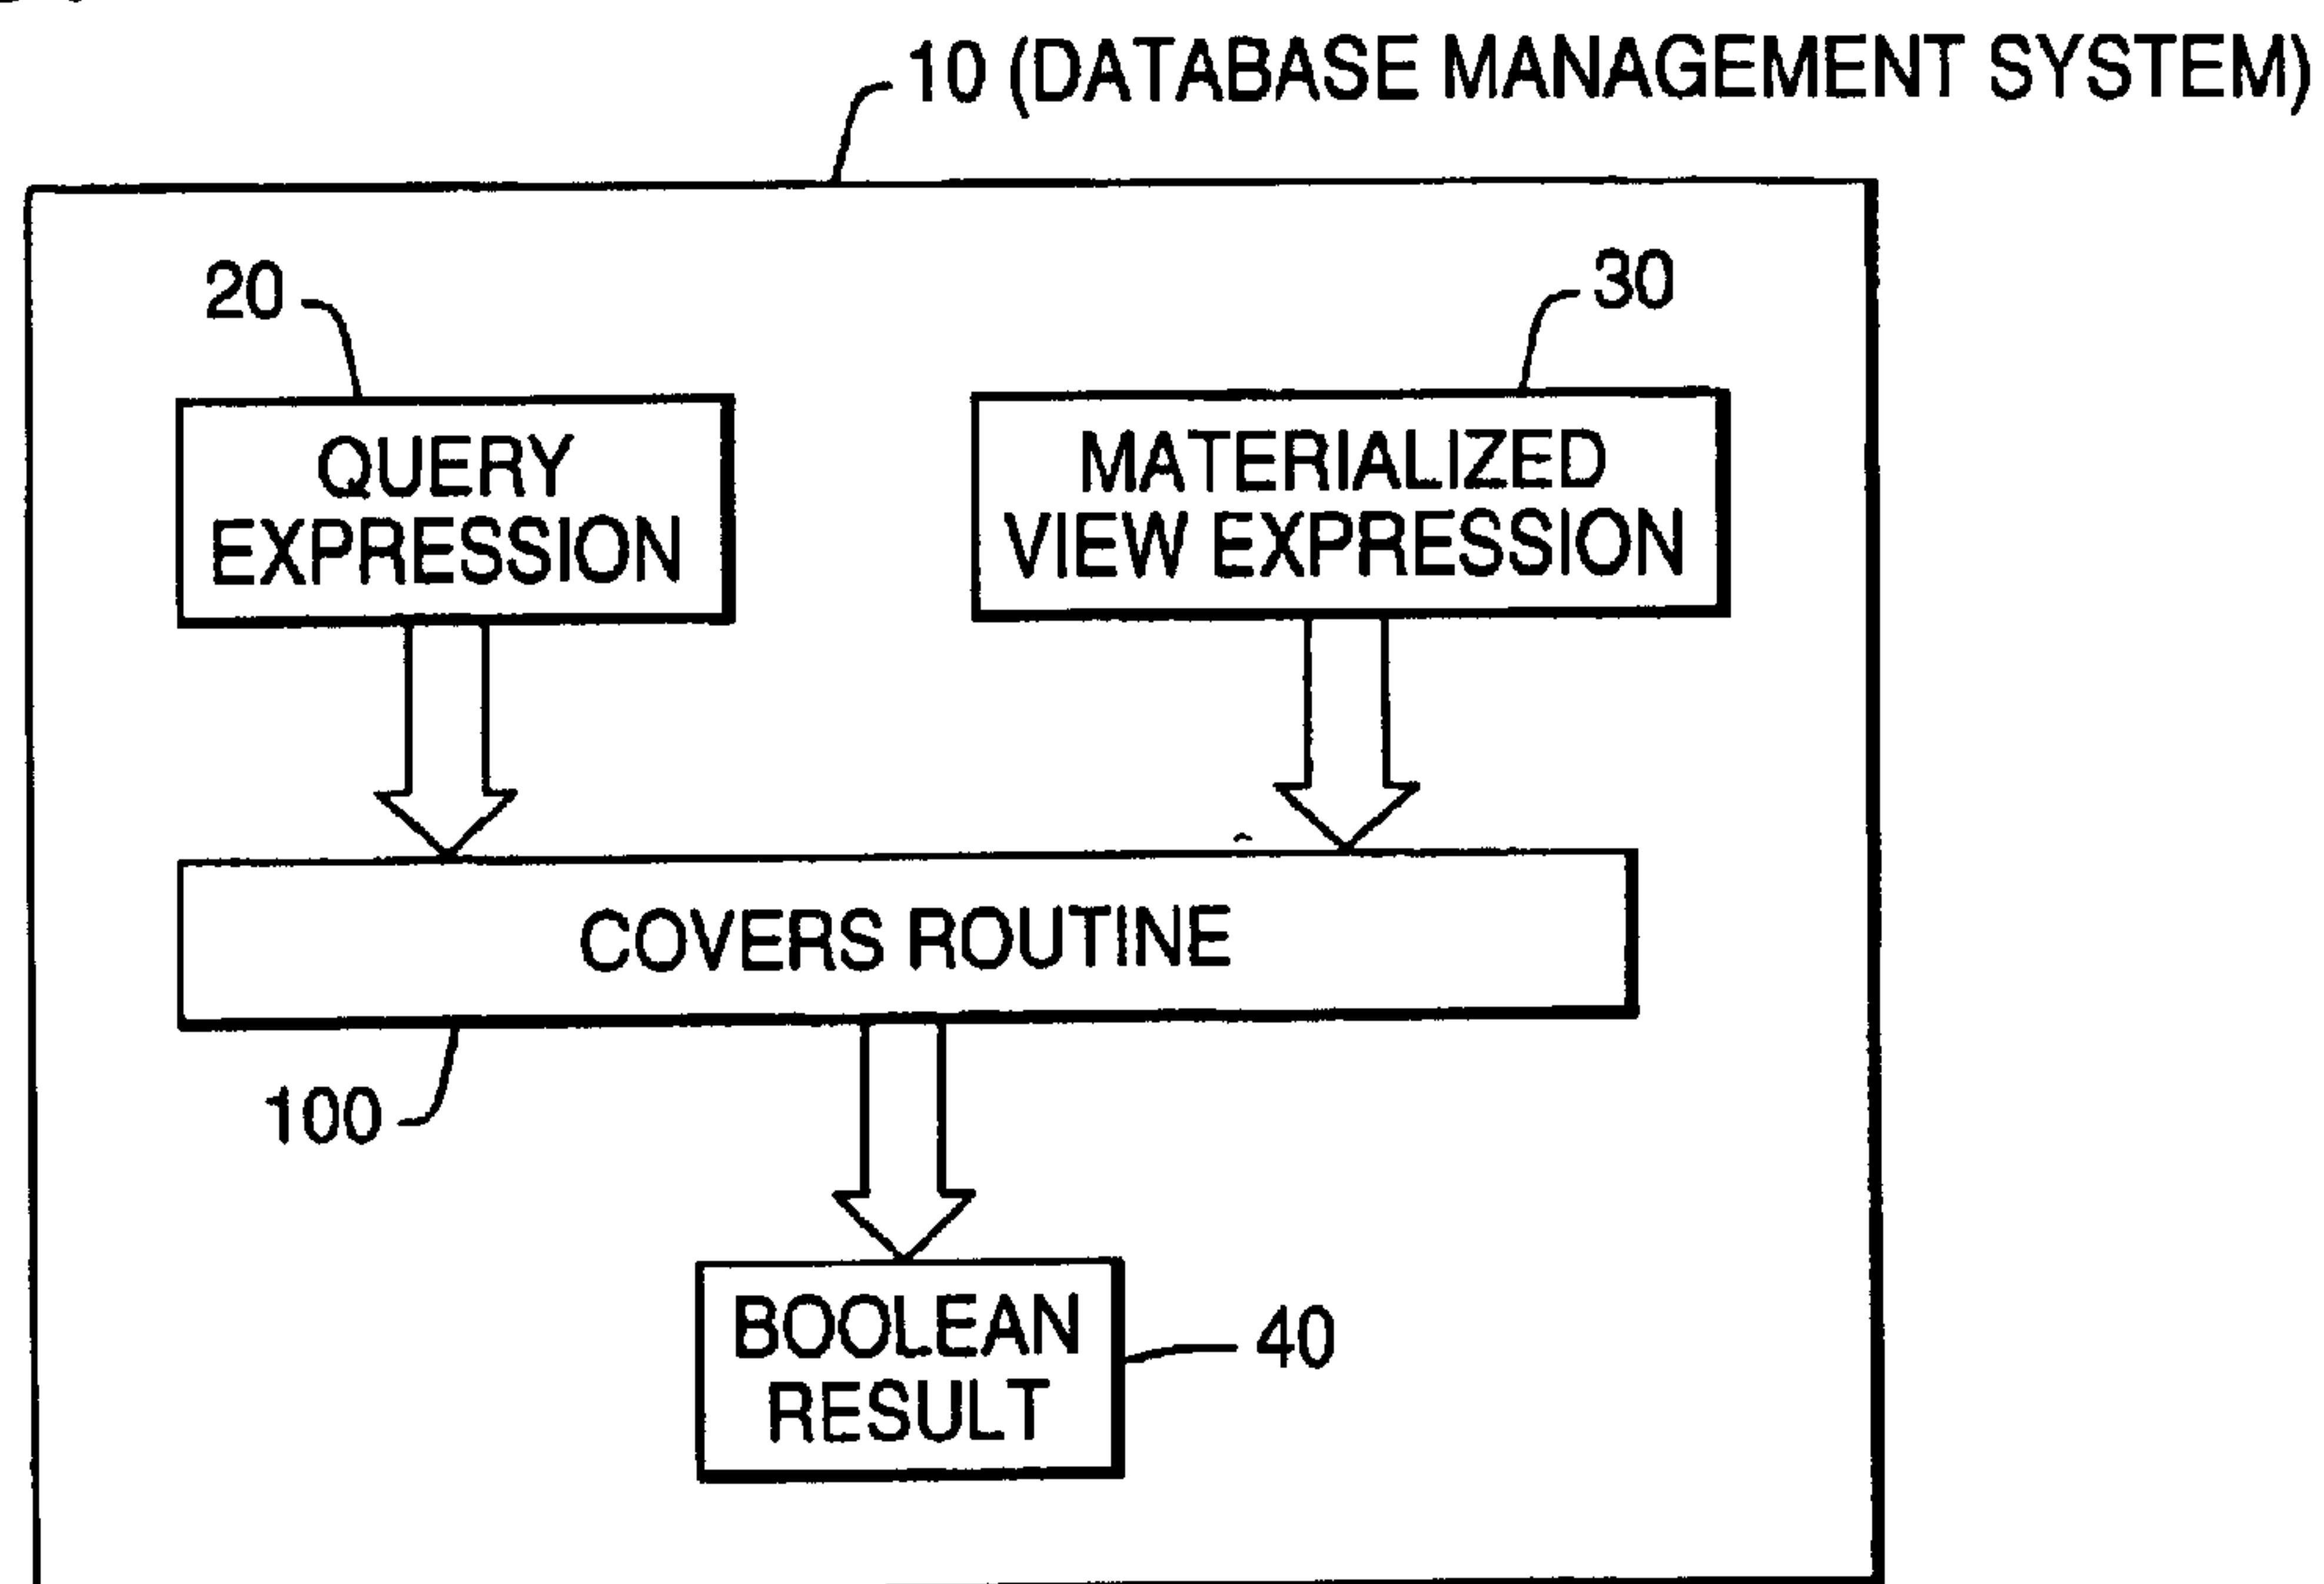 10 (DATABASE MANAGEMENT SYSTEM)
20
30
QUERY
EXPRESSION
MATERIALIZED
VIEW EXPRESSION
COVERS ROUTINE
100
BOOLEAN
RESULT
40